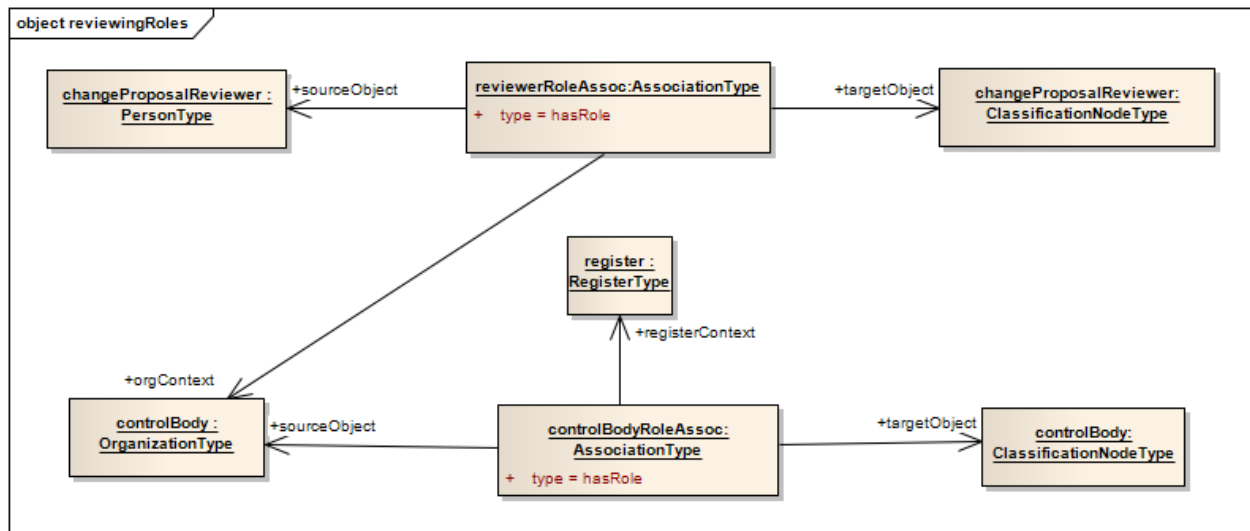 object reviewingRoles
changeProposalReviewer :
PersonType
+sourceObject
reviewerRoleAssoc:AssociationType
+ type = hasRole
+targetObject
changeProposalReviewer:
ClassificationNodeType
register :
RegisterType
+registerContext
+orgContext
controlBody :
OrganizationType
+sourceObject
controlBodyRoleAssoc:
AssociationType
+ type = hasRole
+targetObject
controlBody:
ClassificationNodeType